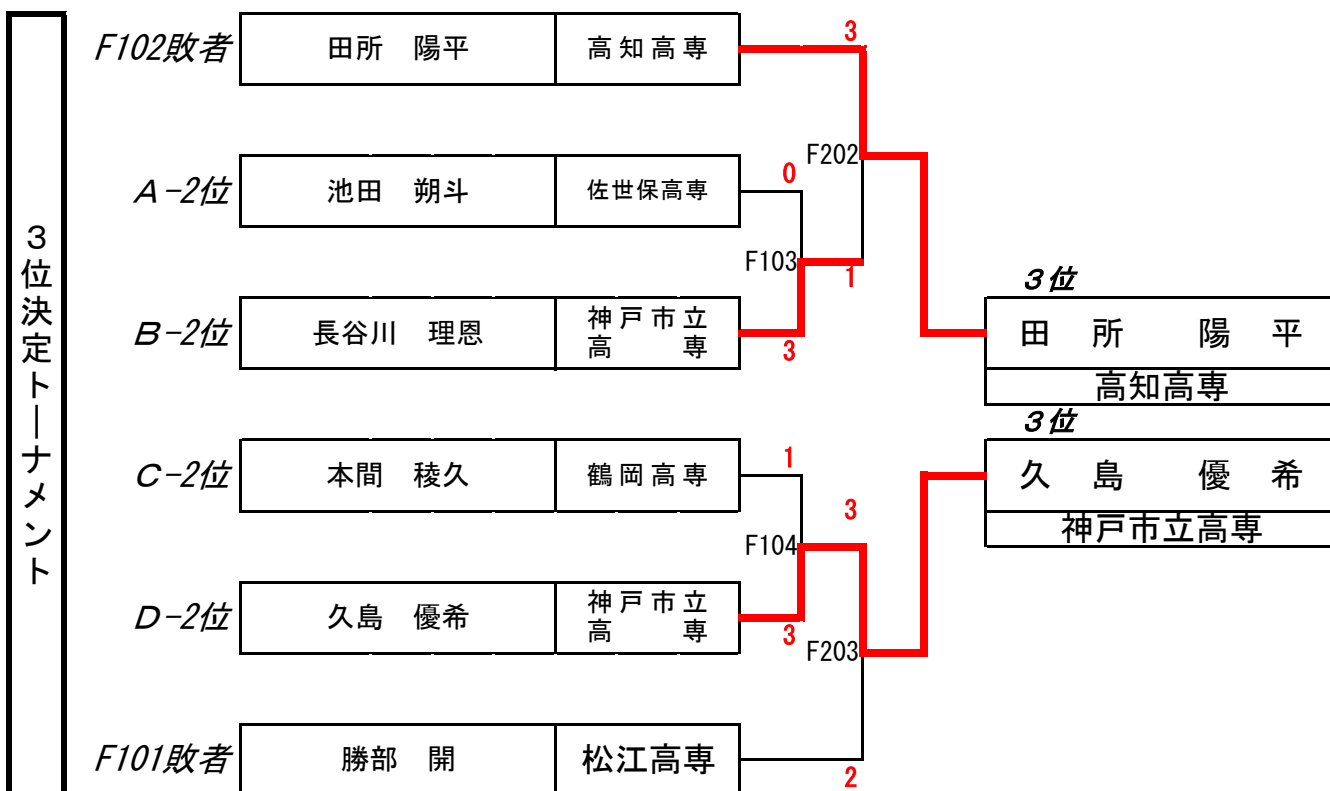 3位決定トーナメント
F102敗者 田所 陽平 高知高専
3
F202
A-2位 池田 朔斗 佐世保高専
0
F103
1
B-2位 長谷川 理恩 神戸市立
高専
3
3位
田所 陽平
高知高専
C-2位 本間 稜久 鶴岡高専
1
3
F104
D-2位 久島 優希 神戸市立
高専
3
F203
3位
久島 優希
神戸市立高専
F101敗者 勝部 開 松江高専
2